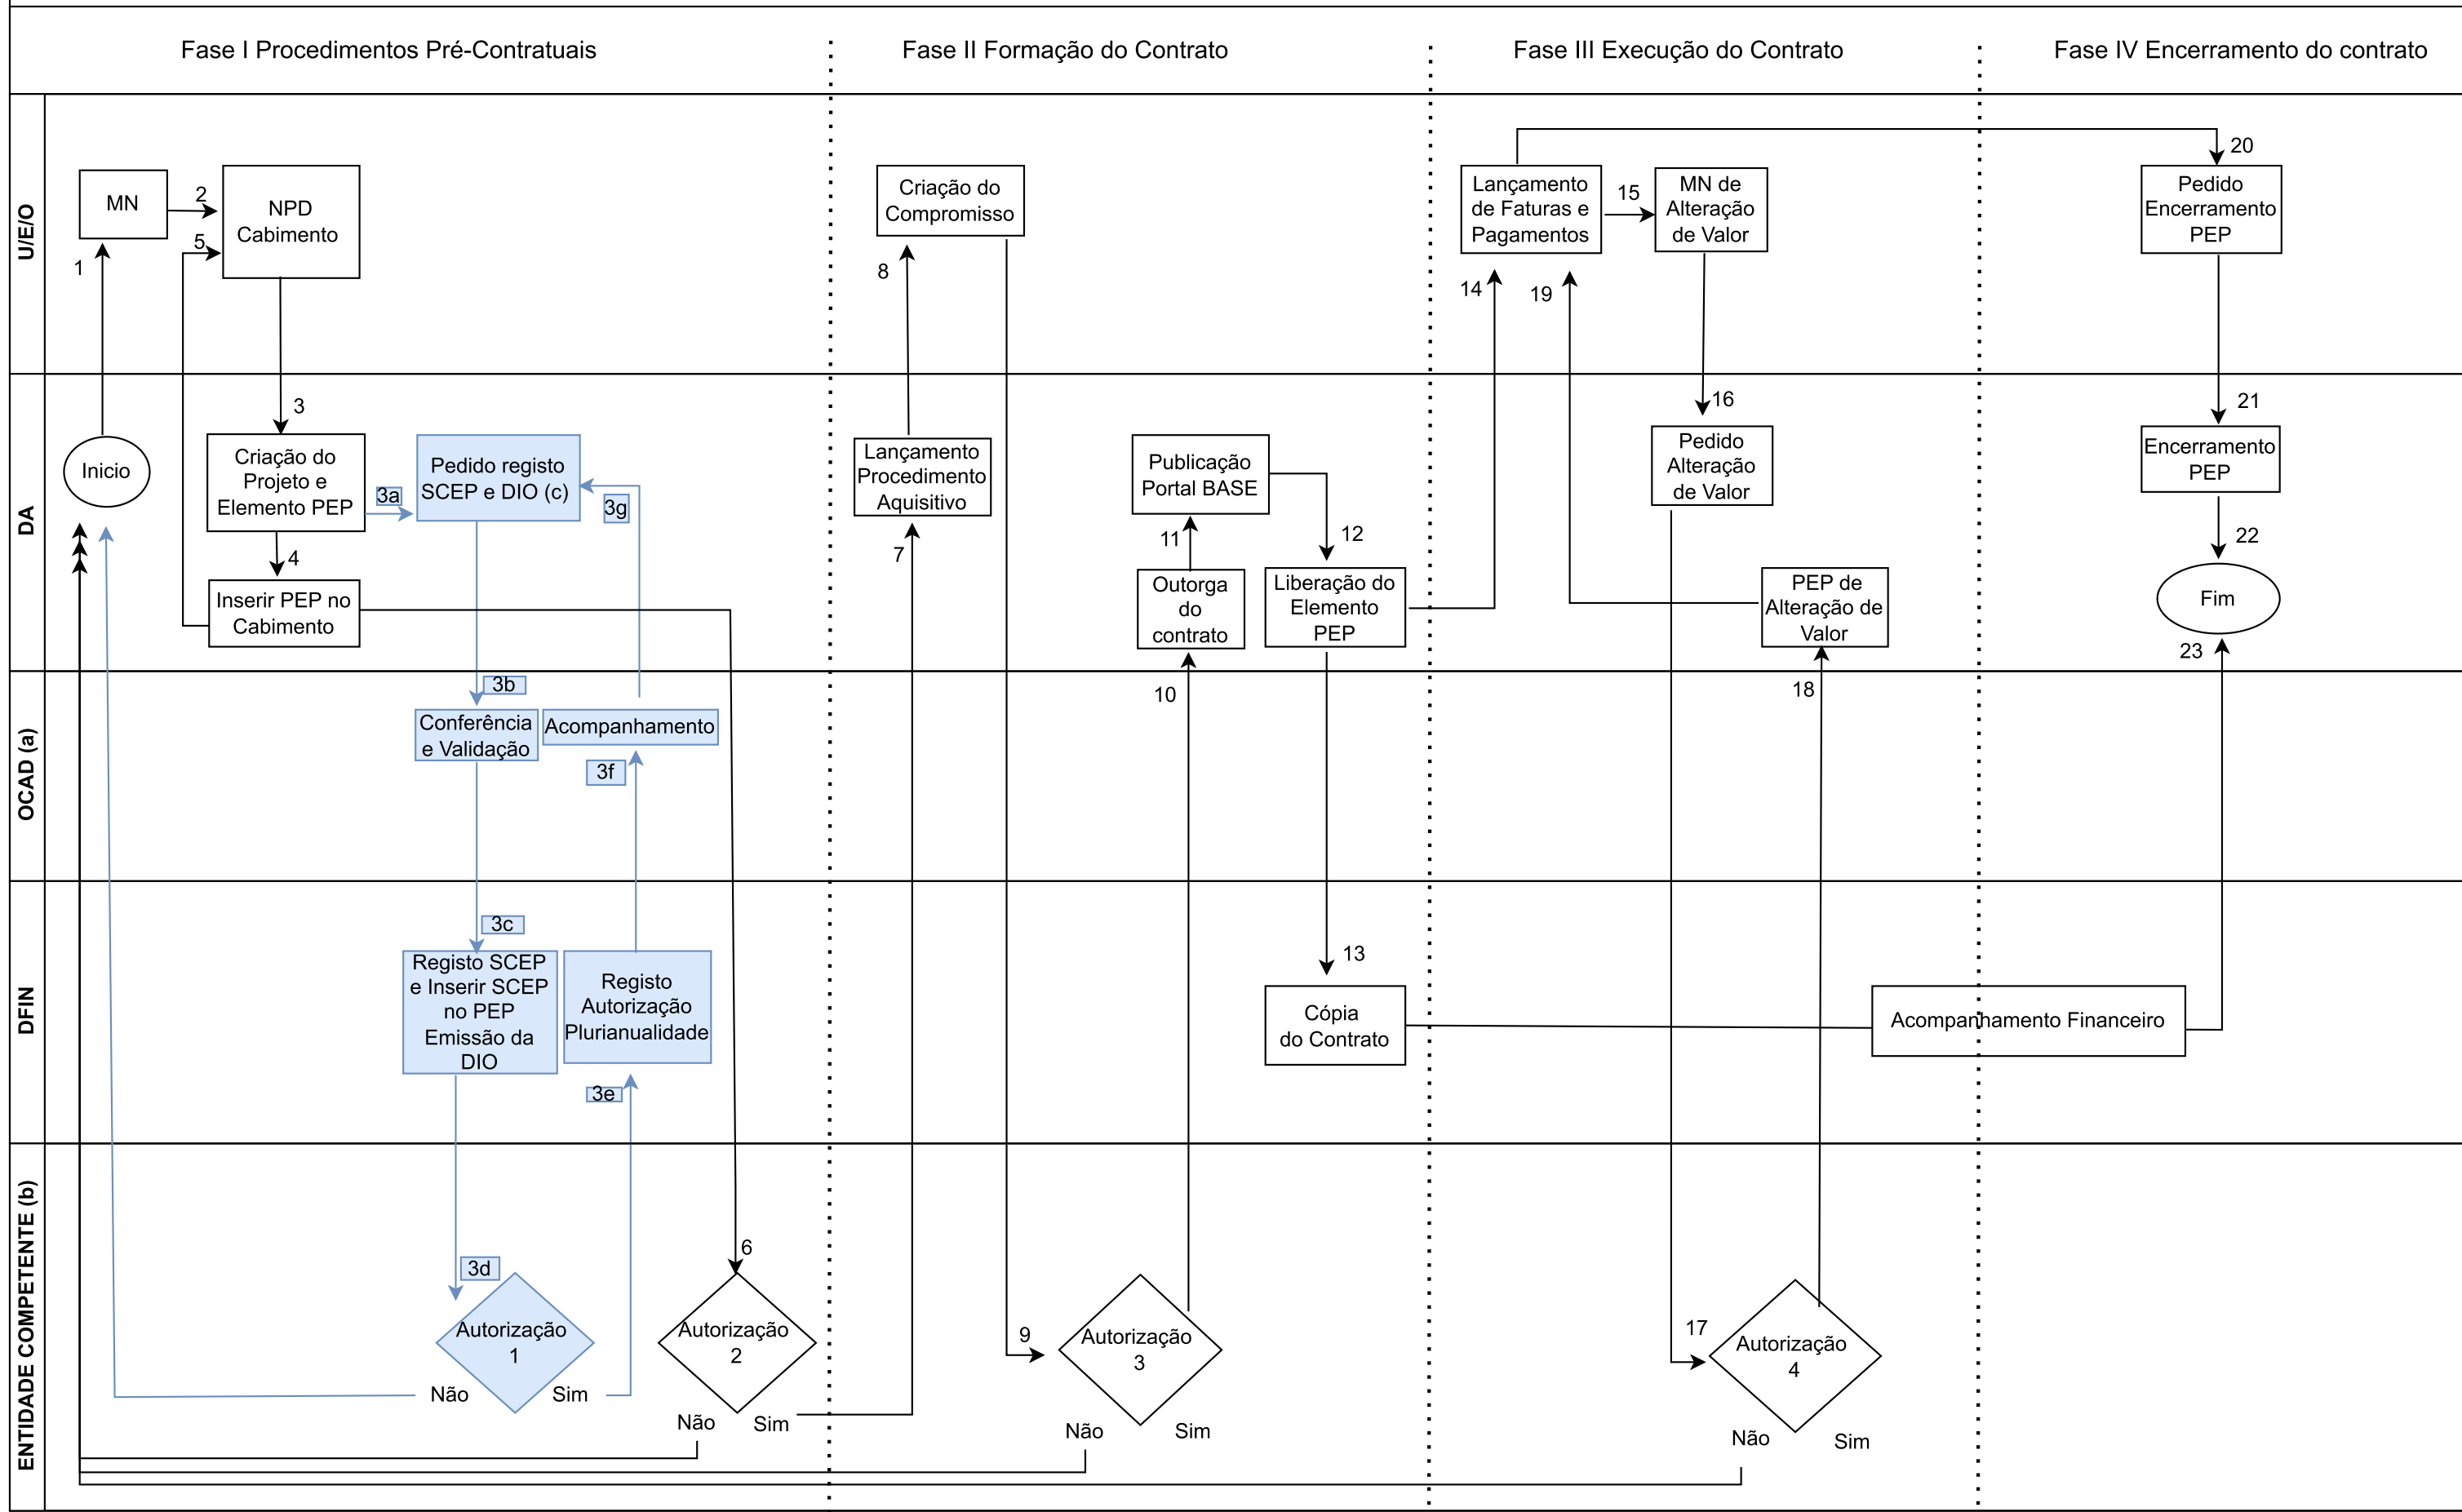 Fase I Procedimentos Pré-Contratuais
Fase II Formação do Contrato
Fase III Execução do Contrato
Fase IV Encerramento do contrato
U/E/O
MN
1
2
5
NPD
Cabimento
Criação do
Compromisso
8
Lançamento
de Faturas e
Pagamentos
15
MN de
Alteração
de Valor
14
19
20
Pedido
Encerramento
PEP
DA
Inicio
3
Criação do
Projeto e
Elemento PEP
3a
Pedido registo
SCEP e DIO (c)
3g
4
Inserir PEP no
Cabimento
Lançamento
Procedimento
Aquisitivo
7
Publicação
Portal BASE
11
12
Outorga
do
contrato
Liberação do
Elemento
PEP
16
Pedido
Alteração
de Valor
PEP de
Alteração de
Valor
21
Encerramento
PEP
22
Fim
23
OCAD (a)
3b
Conferência
e Validação
Acompanhamento
3f
10
18
DFIN
3c
Registo SCEP
e Inserir SCEP
no PEP
Emissão da
DIO
Registo
Autorização
Plurianualidade
3e
13
Cópia
do Contrato
Acompanhamento Financeiro
ENTIDADE COMPETENTE (b)
3d
Autorização
1
Não
Sim
6
Autorização
2
Não
Sim
9
Autorização
3
Não
Sim
17
Autorização
4
Não
Sim